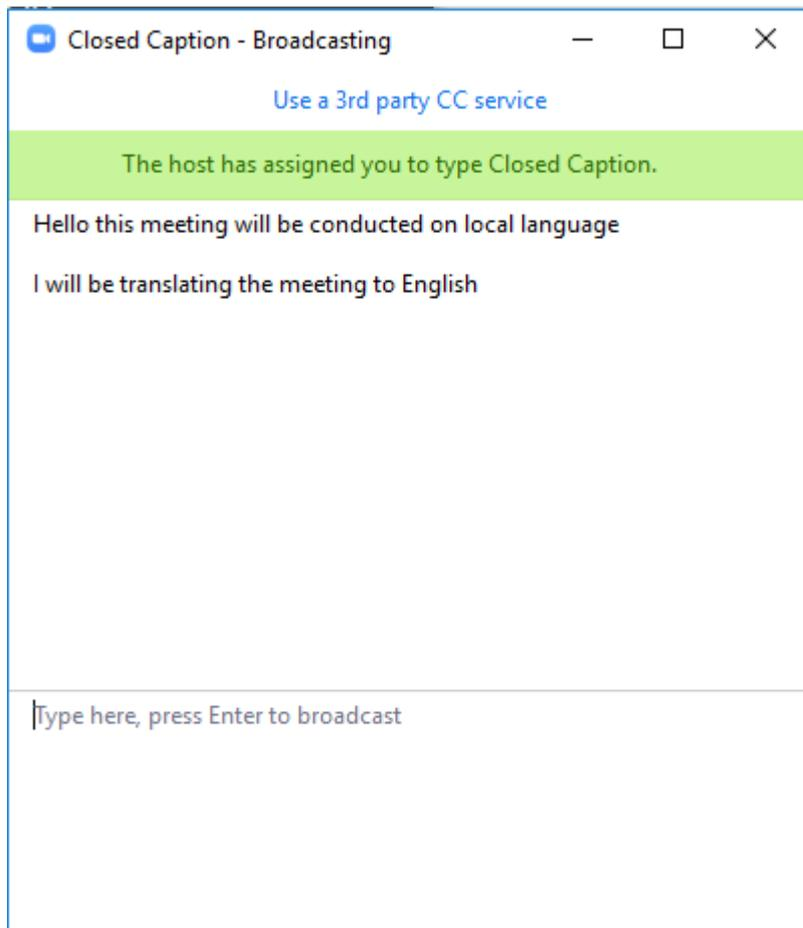 Closed Caption - Broadcasting
Use a 3rd party CC service
The host has assigned you to type Closed Caption.
Hello this meeting will be conducted on local language
I will be translating the meeting to English
Type here, press Enter to broadcast